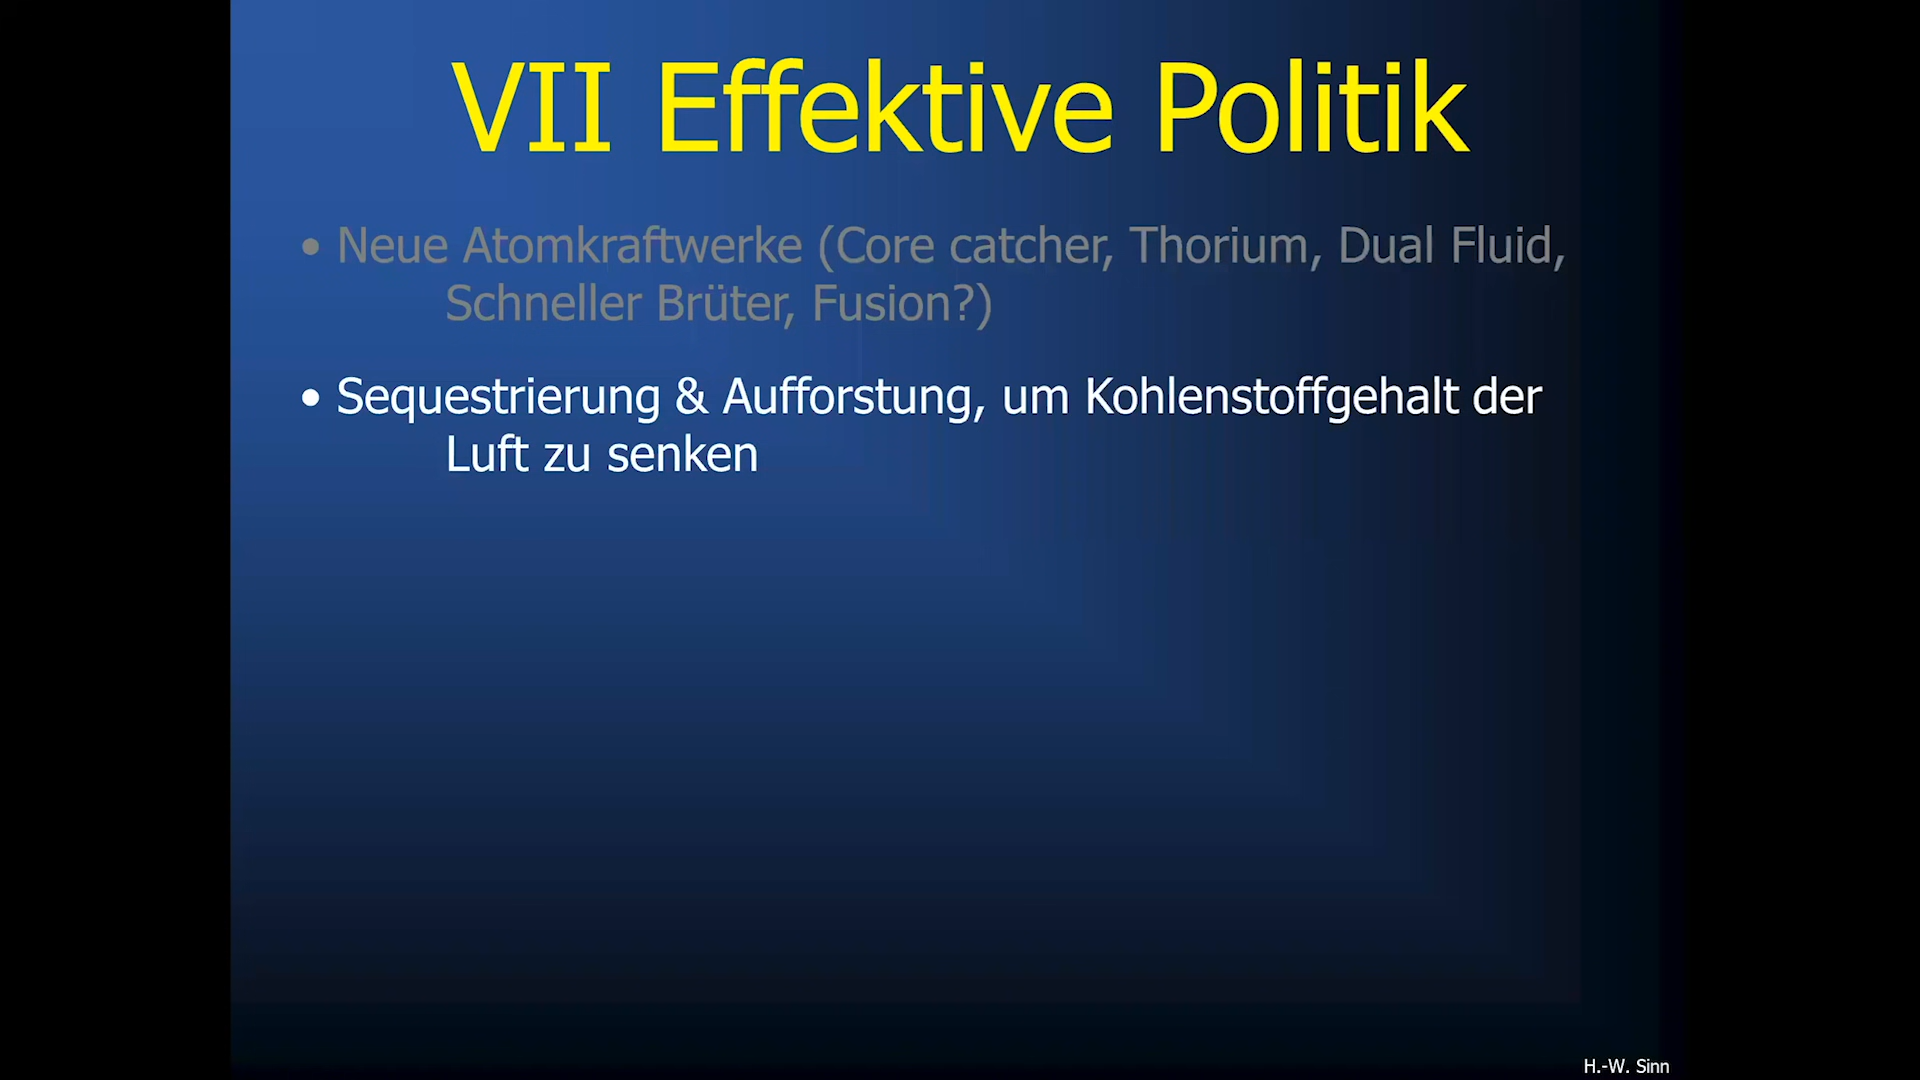 VII Effektive Politik
• Neue Atomkraftwerke (Core catcher, Thorium, Dual Fluid,
Schneller Brüter, Fusion?)
• Sequestrierung & Aufforstung, um Kohlenstoffgehalt der
Luft zu senken
H.-W. Sinn